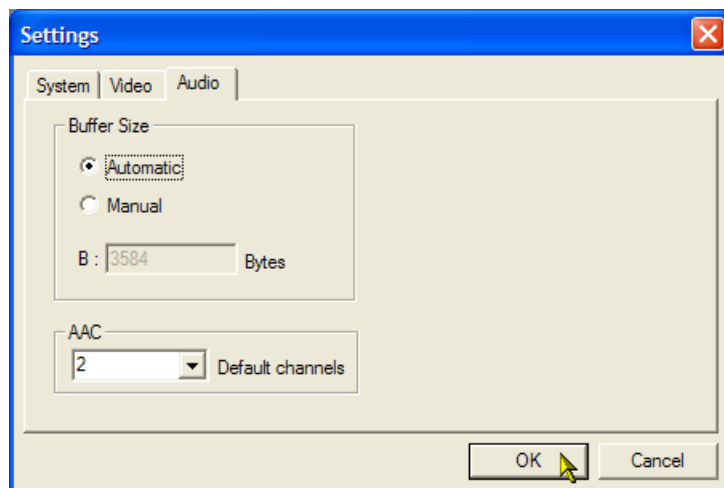 Settings
System Video Audio
Buffer Size
Automatic
Manual
B : 3584 Bytes
AAC
2 Default channels
OK Cancel